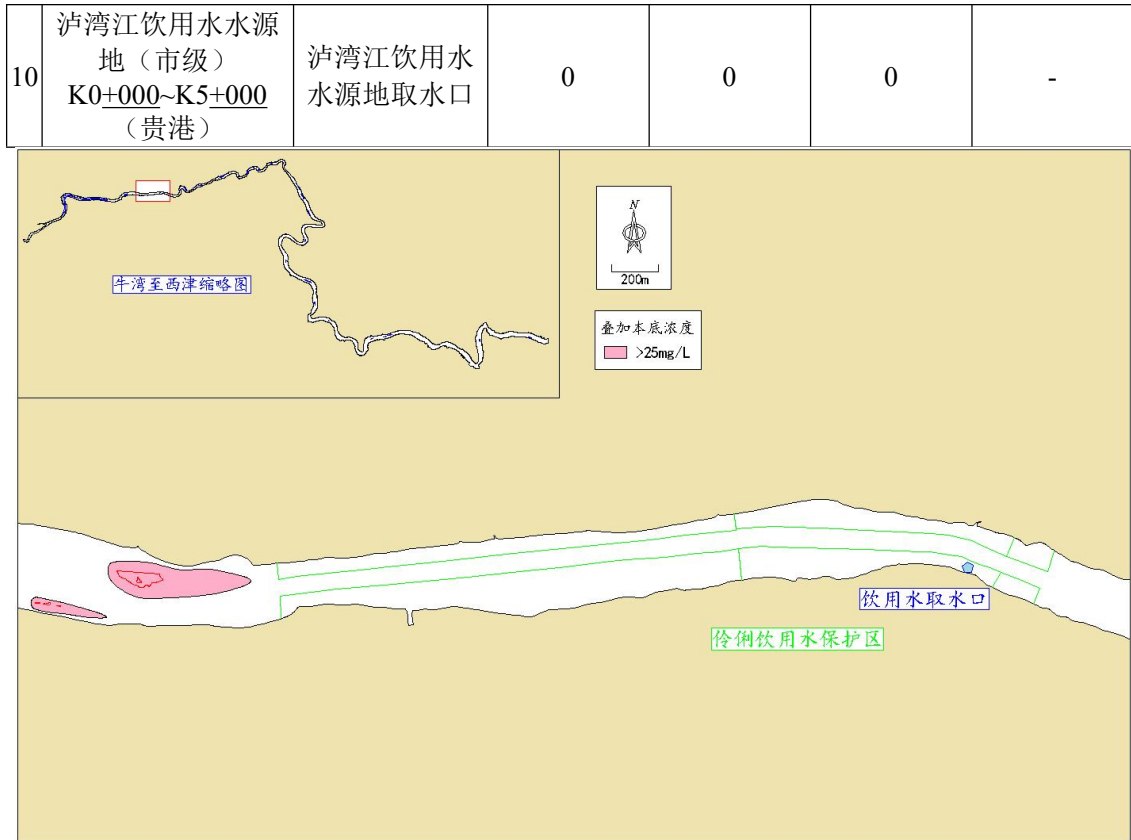 10
泸湾江饮用水水源
地（市级）
K0+000~K5+000
（贵港）
泸湾江饮用水
水源地取水口
0
0
0
-
牛湾至西津缩略图
N
200m
叠加本底浓度
>25mg/L
饮用水取水口
伶俐饮用水保护区